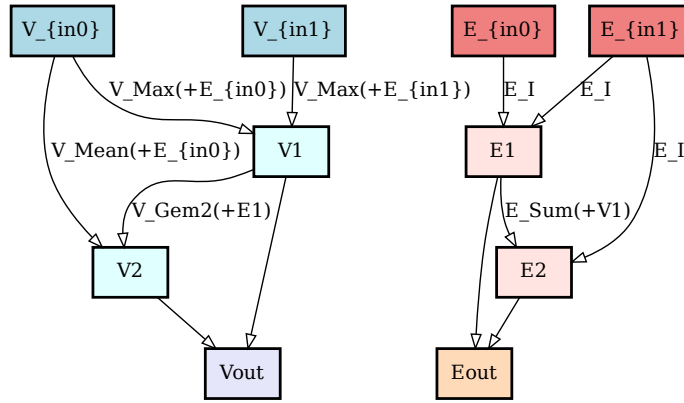 V_{in0}
V_{in1}
E_{in0}
E_{in1}
V_Max(+E_{in0})
V_Max(+E_{in1})
E_I
E_I
V1
E1
V_Mean(+E_{in0})
E_I
V_Gem2(+E1)
E_Sum(+V1)
V2
E2
Vout
Eout